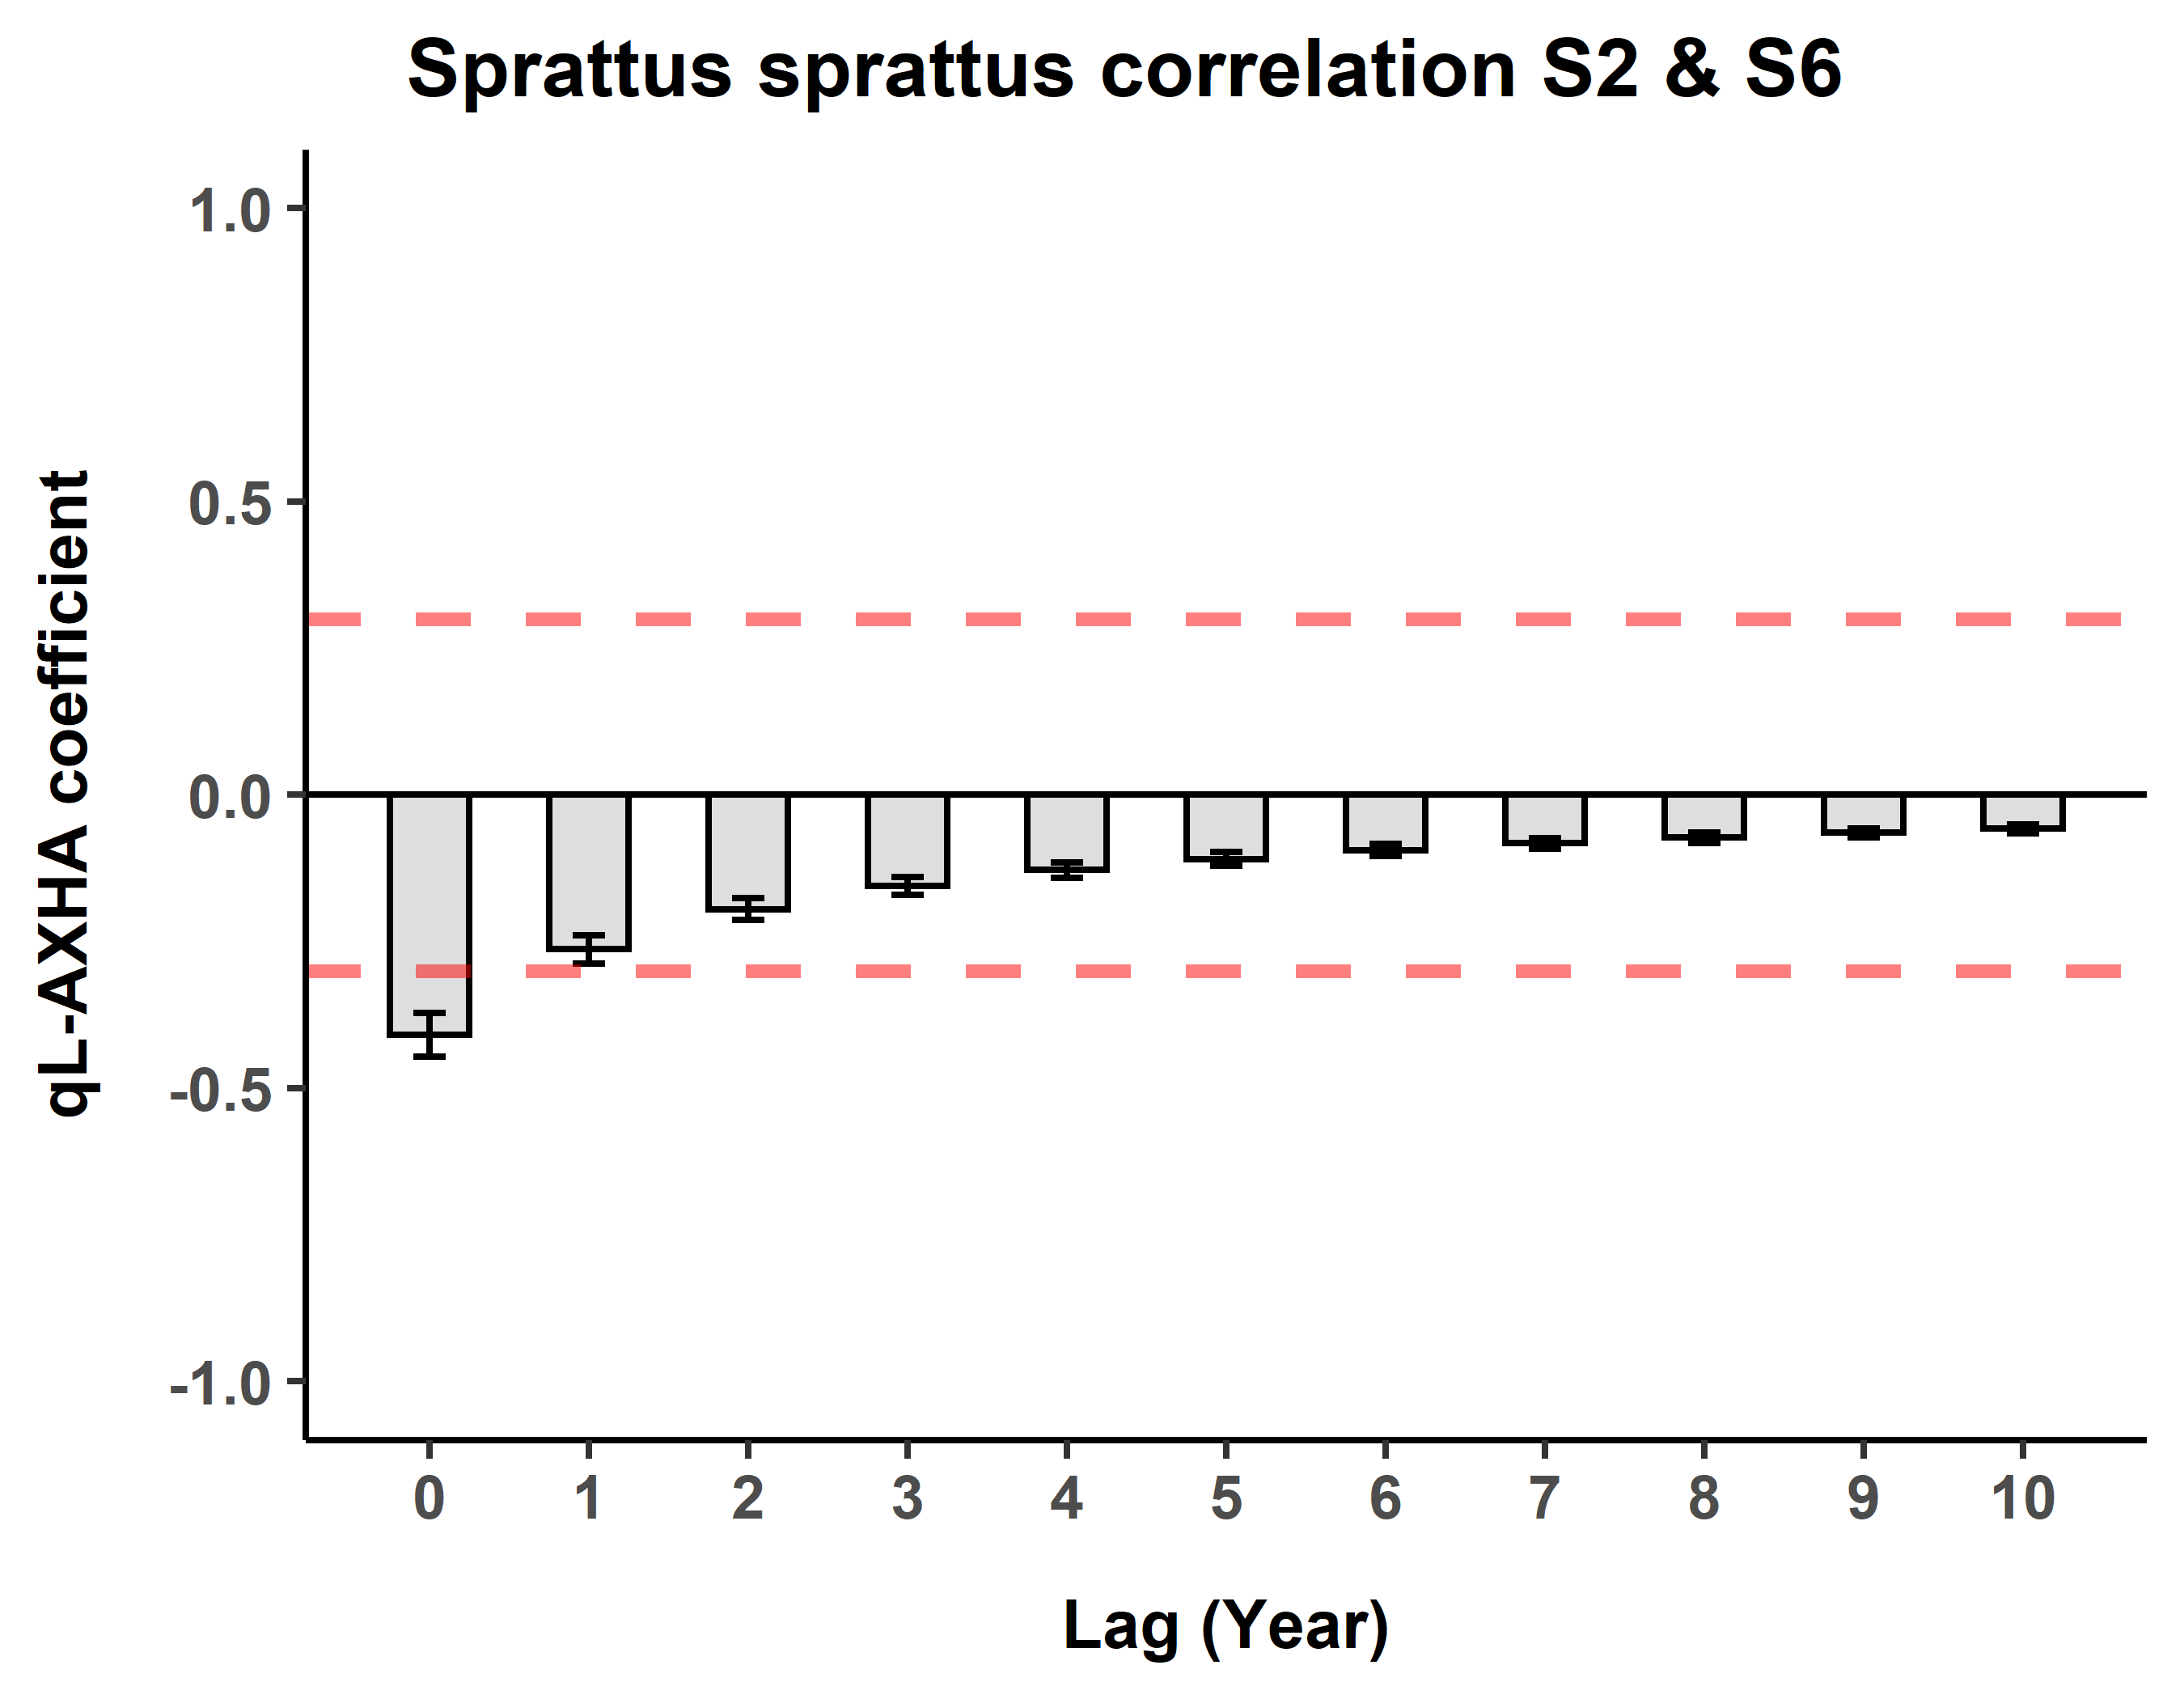 Sprattus sprattus correlation S2 & S6
qL-AXHA coefficient
1.0
0.5
0.0
-0.5
-1.0
0 1 2 3 4 5 6 7 8 9 10
Lag (Year)